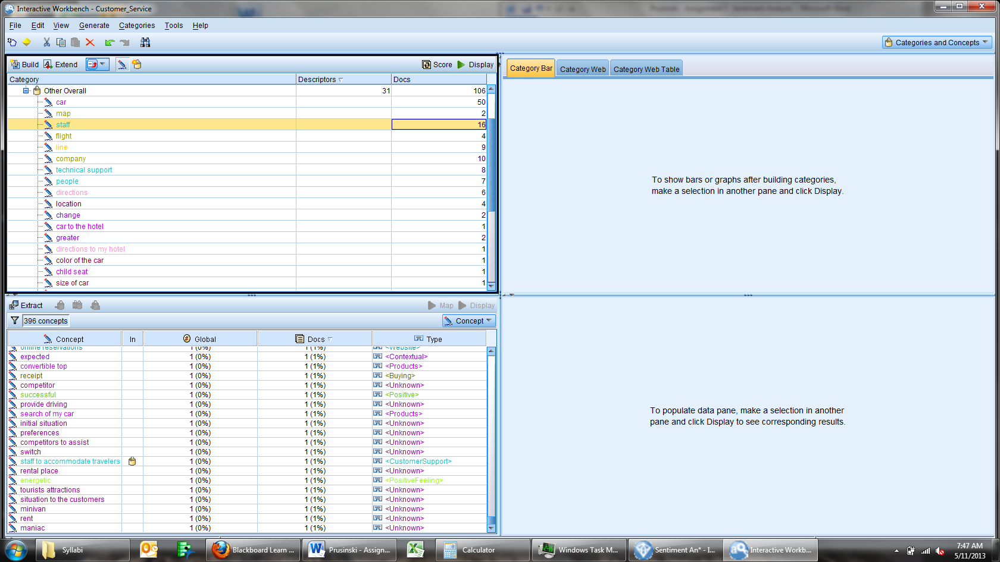 Interactive Workbench - Customer_Service
File Edit View Generate Categories Tools Help
Categories and Concepts
Build Extend Score Display
Category Descriptors Docs
Other Overall 31 106
car 50
map 2
staff 16
flight 4
line 9
company 10
technical support 8
people 7
directions 6
location 4
change 2
car to the hotel 1
greater 2
directions to my hotel 1
color of the car 1
child seat 1
size of car 1
Category Bar Category Web Category Web Table
To show bars or graphs after building categories,
make a selection in another pane and click Display.
Extract Map Display
396 concepts Concept
Concept In Global Docs Type
online reservations 1 (0%) 1 (1%) <Website>
expected 1 (0%) 1 (1%) <Contextual>
convertible top 1 (0%) 1 (1%) <Products>
receipt 1 (0%) 1 (1%) <Buying>
competitor 1 (0%) 1 (1%) <Unknown>
successful 1 (0%) 1 (1%) <Positive>
provide driving 1 (0%) 1 (1%) <Unknown>
search of my car 1 (0%) 1 (1%) <Products>
initial situation 1 (0%) 1 (1%) <Unknown>
preferences 1 (0%) 1 (1%) <Unknown>
competitors to assist 1 (0%) 1 (1%) <Unknown>
switch 1 (0%) 1 (1%) <Unknown>
staff to accommodate travelers 1 (0%) 1 (1%) <CustomerSupport>
rental place 1 (0%) 1 (1%) <Unknown>
energetic 1 (0%) 1 (1%) <PositiveFeeling>
tourists attractions 1 (0%) 1 (1%) <Unknown>
situation to the customers 1 (0%) 1 (1%) <Unknown>
minivan 1 (0%) 1 (1%) <Unknown>
rent 1 (0%) 1 (1%) <Unknown>
maniac 1 (0%) 1 (1%) <Unknown>
To populate data pane, make a selection in another
pane and click Display to see corresponding results.
Syllabi Blackboard Learn ... Prusinski - Assign... Calculator Windows Task M... Sentiment An* - I... Interactive Workb...
7:47 AM
5/11/2013